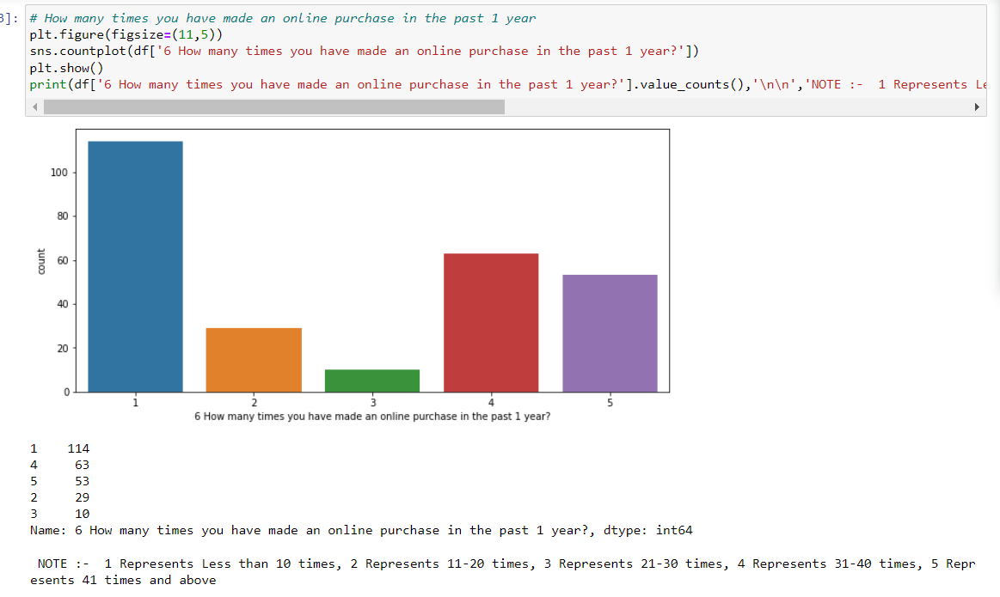 3]: # How many times you have made an online purchase in the past 1 year
plt.figure(figsize=(11,5))
sns.countplot(df['6 How many times you have made an online purchase in the past 1 year?'])
plt.show()
print(df['6 How many times you have made an online purchase in the past 1 year?'].value_counts(),'\n\n','NOTE :-  1 Represents Le
100
80
60
40
20
0
count
1 2 3 4 5
6 How many times you have made an online purchase in the past 1 year?
1 114
4 63
5 53
2 29
3 10
Name: 6 How many times you have made an online purchase in the past 1 year?, dtype: int64
NOTE :-  1 Represents Less than 10 times, 2 Represents 11-20 times, 3 Represents 21-30 times, 4 Represents 31-40 times, 5 Repr
esents 41 times and above